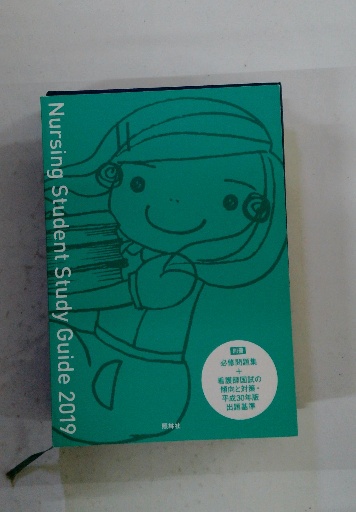 Nursing Student Study Guide 2019
別冊
必修問題集
+
看護師国試の
傾向と対策・
平成30年版
出題基準
照林社